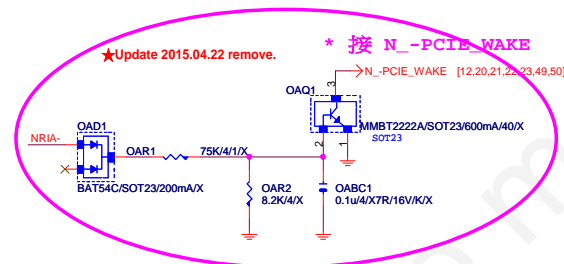 ★Update 2015.04.22 remove.
* 接 N_-PCIE_WAKE
N_-PCIE_WAKE [12,20,21,22,23,49,50]
3
OAQ1
MMBT2222A/SOT23/600mA/40/X
SOT23
2
1
OAD1
NRIA-
OAR1
75K/4/1/X
BAT54C/SOT23/200mA/X
OAR2
8.2K/4/X
OABC1
0.1u/4/X7R/16V/K/X